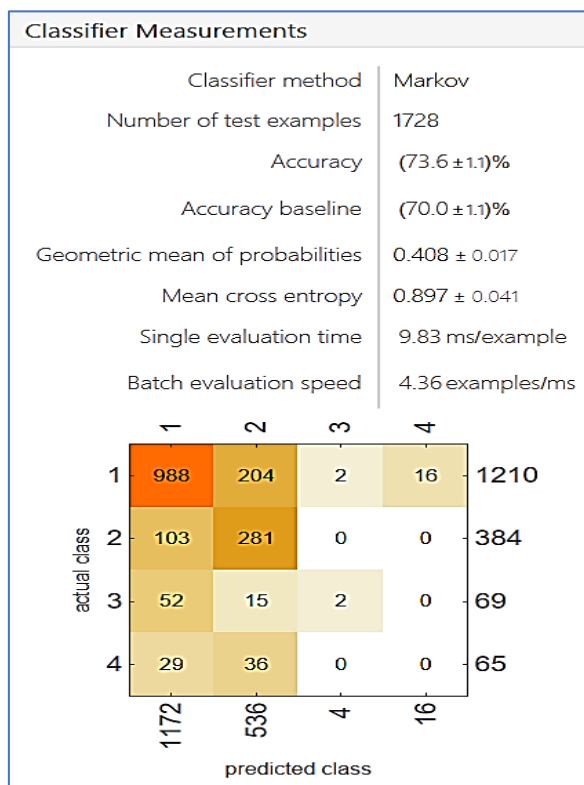 Classifier Measurements
Classifier method Markov
Number of test examples 1728
Accuracy (73.6 ±1.1)%
Accuracy baseline (70.0 ±1.1)%
Geometric mean of probabilities 0.408 ± 0.017
Mean cross entropy 0.897 ± 0.041
Single evaluation time 9.83 ms/example
Batch evaluation speed 4.36 examples/ms
1 2 3 4
1 988 204 2 16 1210
2 103 281 0 0 384
3 52 15 2 0 69
4 29 36 0 0 65
actual class
1172 536 4 16
predicted class